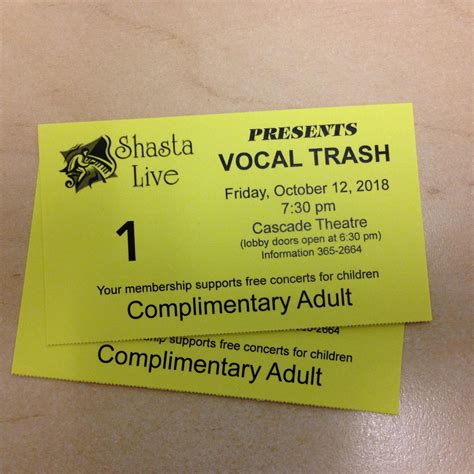 Shasta
Live
1
PRESENTS
VOCAL TRASH
Friday, October 12, 2018
7:30 pm
Cascade Theatre
(lobby doors open at 6:30 pm)
Information 365-2664
Your membership supports free concerts for children
Complimentary Adult
365-2664
supports free concerts for children
Complimentary Adult